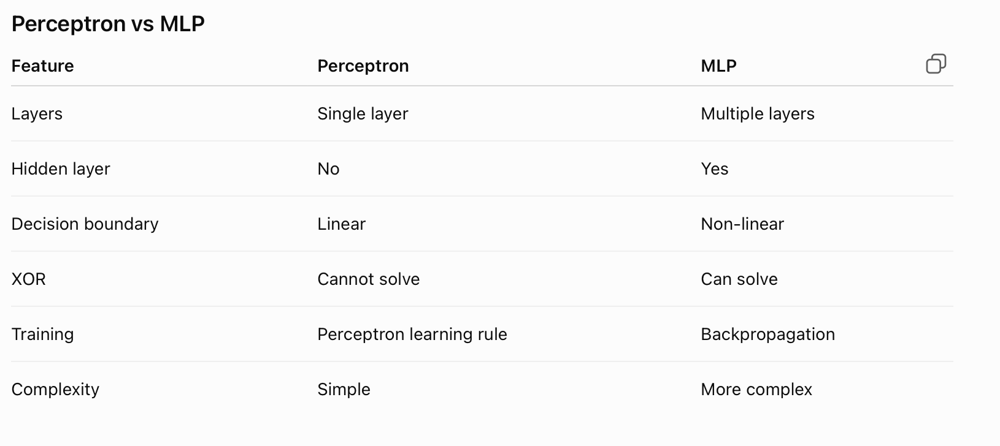 Perceptron vs MLP
Feature Perceptron MLP
Layers Single layer Multiple layers
Hidden layer No Yes
Decision boundary Linear Non-linear
XOR Cannot solve Can solve
Training Perceptron learning rule Backpropagation
Complexity Simple More complex